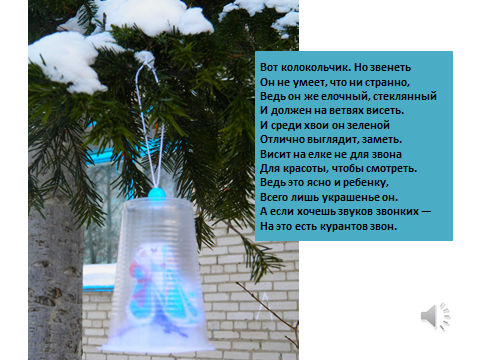 Вот колокольчик. Но звенеть
Он не умеет, что ни странно,
Ведь он же елочный, стеклянный
И должен на ветвях висеть.
И среди хвои он зеленой
Отлично выглядит, заметь.
Висит на елке не для звона
Для красоты, чтобы смотреть.
Ведь это ясно и ребенку,
Всего лишь украшенье он.
А если хочешь звуков звонких —
На это есть курантов звон.